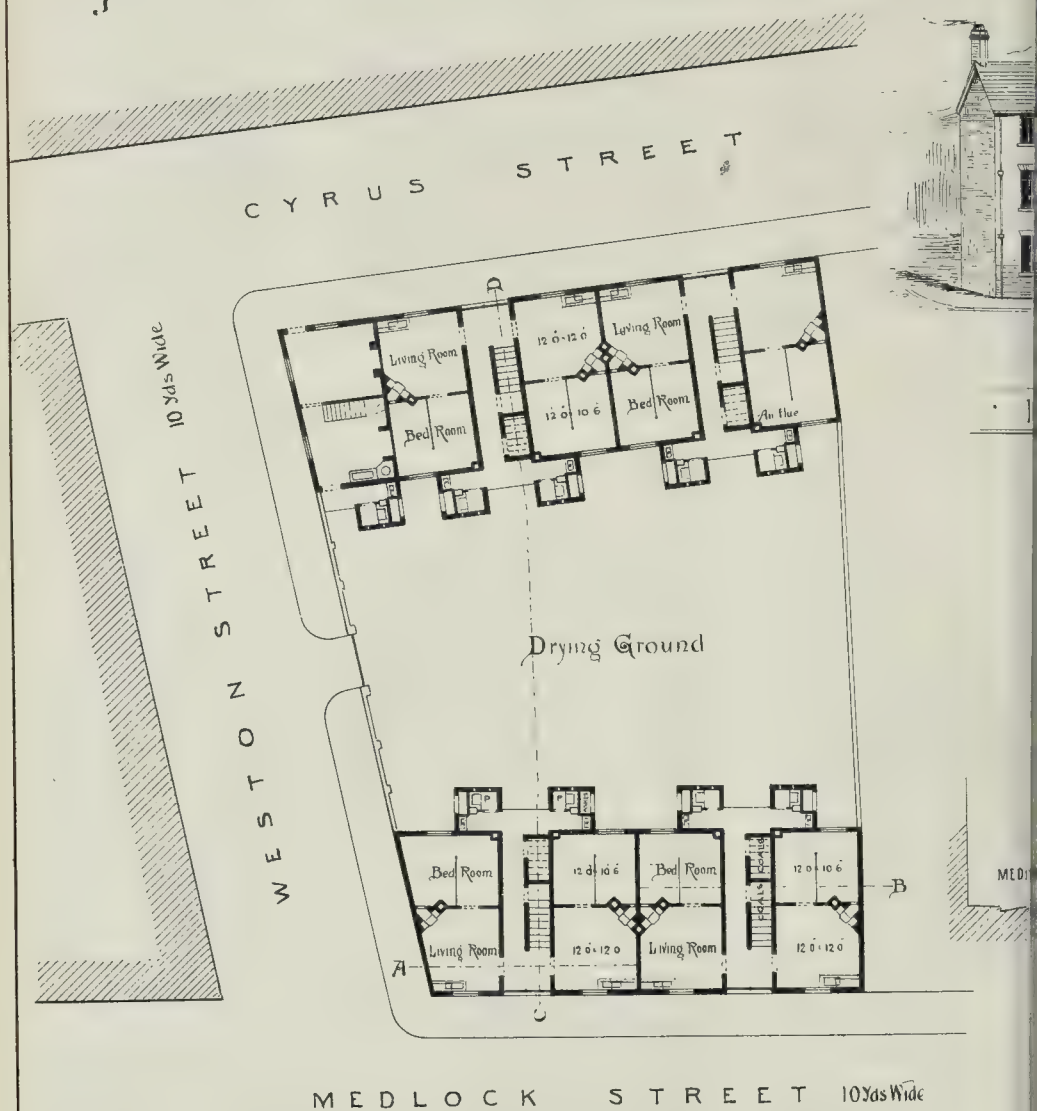 CYRUS STREET
WESTON STREET 10 Yds Wide
D
Living Room
12.0 × 12.0
Living Room
Bed Room
12.0 × 10.6
Bed Room
Air flue
Drying Ground
P
P
Bed Room
12.0 × 10.6
Bed Room
COALS
COALS
12.0 × 10.6
B
MEDI
Living Room
12.0 × 12.0
Living Room
12.0 × 12.0
A
C
MEDLOCK STREET 10 Yds Wide